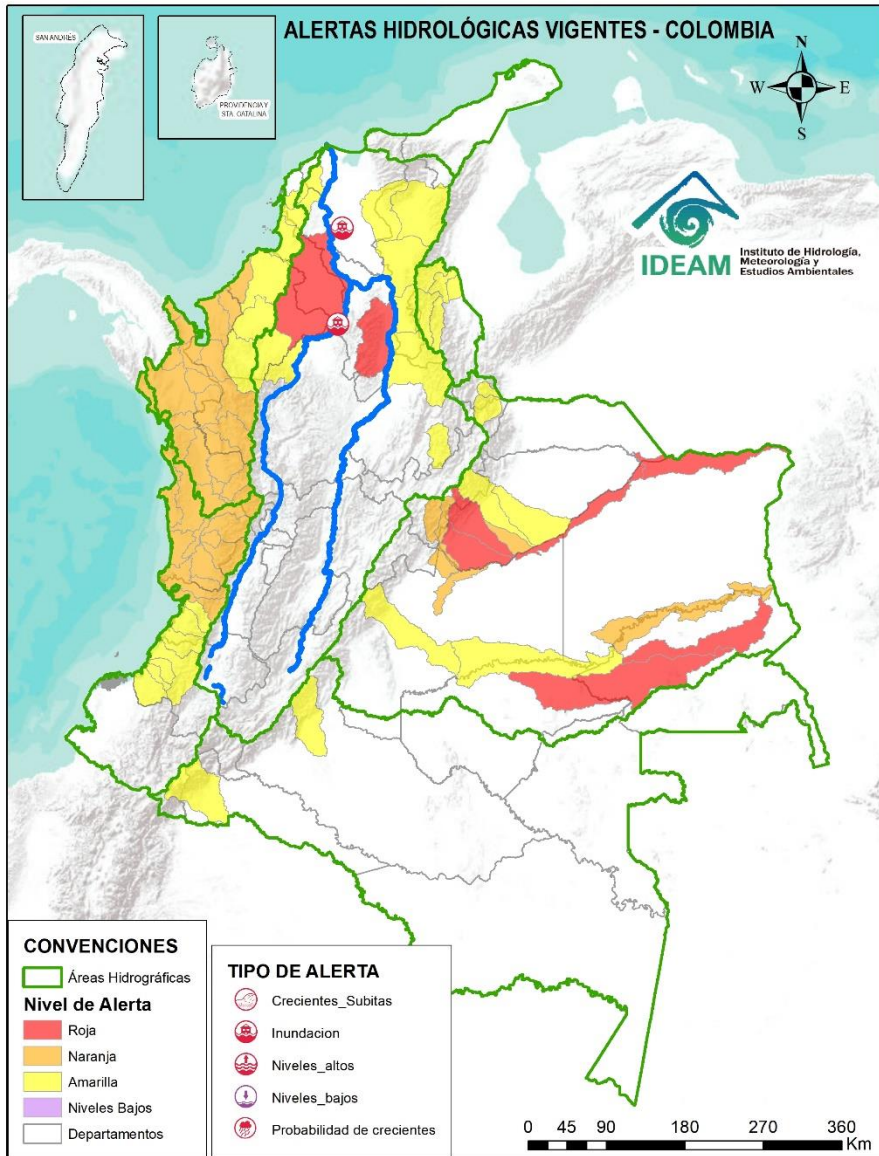 ALERTAS HIDROLÓGICAS VIGENTES - COLOMBIA
SAN ANDRÉS
PROVIDENCIA Y
STA. CATALINA
N
W
E
S
IDEAM
Instituto de Hidrología,
Meteorología y
Estudios Ambientales
CONVENCIONES
Áreas Hidrográficas
Nivel de Alerta
Roja
Naranja
Amarilla
Niveles Bajos
Departamentos
TIPO DE ALERTA
Crecientes_Subitas
Inundacion
Niveles_altos
Niveles_bajos
Probabilidad de crecientes
0 45 90 180 270 360
Km